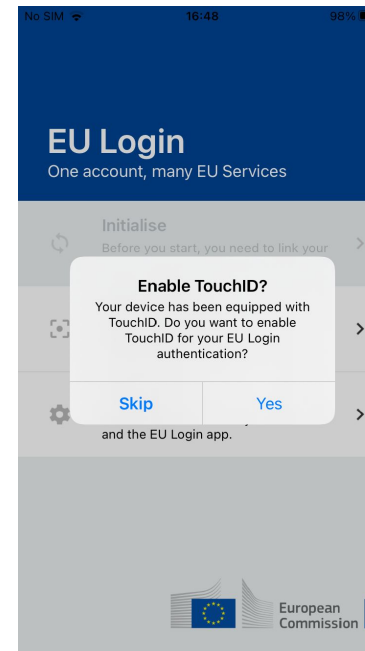 No SIM 16:48 98%
EU Login
One account, many EU Services
Initialise
Before you start, you need to link your
Enable TouchID?
Your device has been equipped with
TouchID. Do you want to enable
TouchID for your EU Login
authentication?
Skip Yes
and the EU Login app.
European
Commission